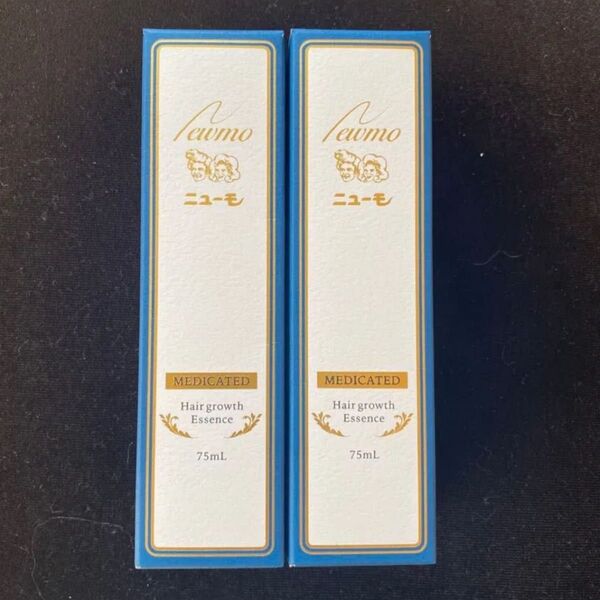 Newmo
ニューモ
MEDICATED
Hair growth
Essence
75mL
Newmo
ニューモ
MEDICATED
Hair growth
Essence
75mL